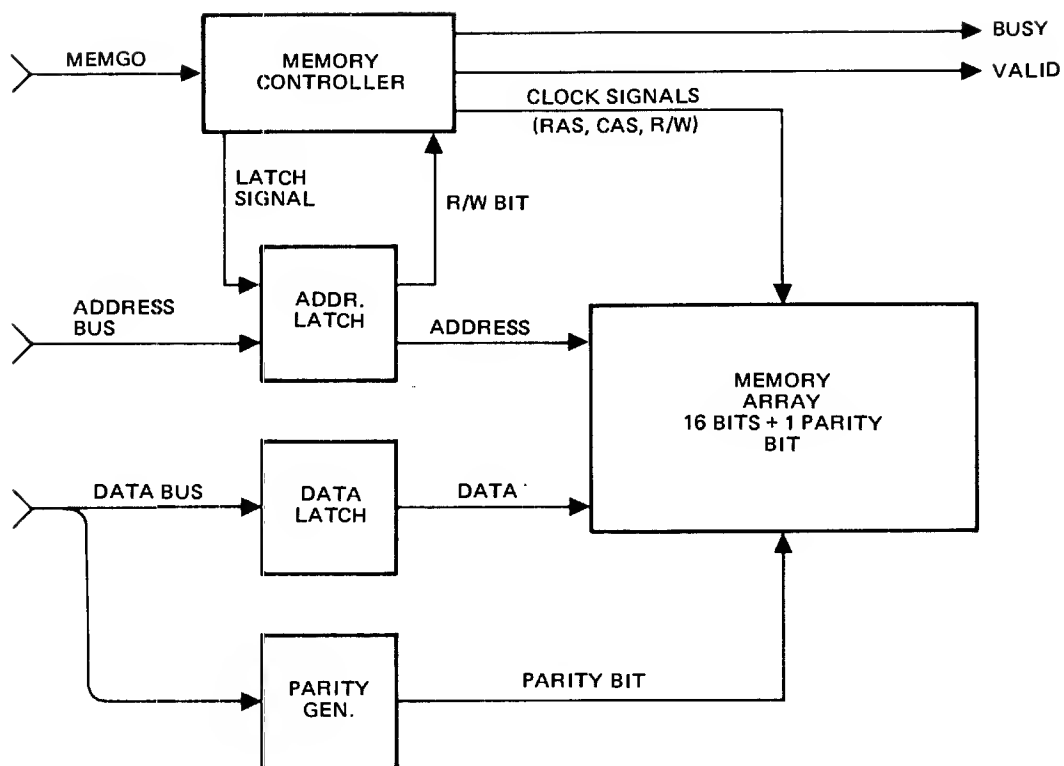 MEMGO
MEMORY
CONTROLLER
BUSY
VALID
CLOCK SIGNALS
(RAS, CAS, R/W)
LATCH
SIGNAL
R/W BIT
ADDRESS
BUS
ADDR.
LATCH
ADDRESS
MEMORY
ARRAY
16 BITS + 1 PARITY
BIT
DATA BUS
DATA
LATCH
DATA
PARITY
GEN.
PARITY BIT